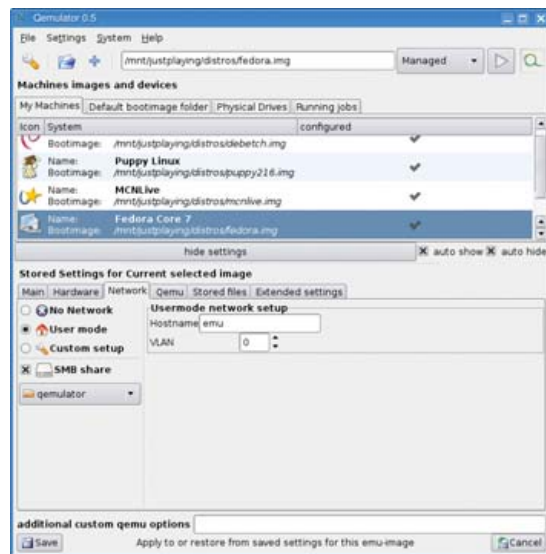 Qemulator 0.5
File Settings System Help
/mnt/justplaying/distros/fedora.img Managed
Machines images and devices
My Machines Default bootimage folder Physical Drives Running jobs
Icon System configured
Bootimage: /mnt/justplaying/distros/debetch.img
Name: Puppy Linux
Bootimage: /mnt/justplaying/distros/puppy216.img
Name: MCNLive
Bootimage: /mnt/justplaying/distros/mcnlive.img
Name: Fedora Core 7
Bootimage: /mnt/justplaying/distros/fedora.img
hide settings auto show auto hide
Stored Settings for Current selected image
Main Hardware Network Qemu Stored files Extended settings
No Network
User mode
Custom setup
SMB share
qemulator
Usermode network setup
Hostname emu
VLAN 0
additional custom qemu options
Save Apply to or restore from saved settings for this emu-image Cancel